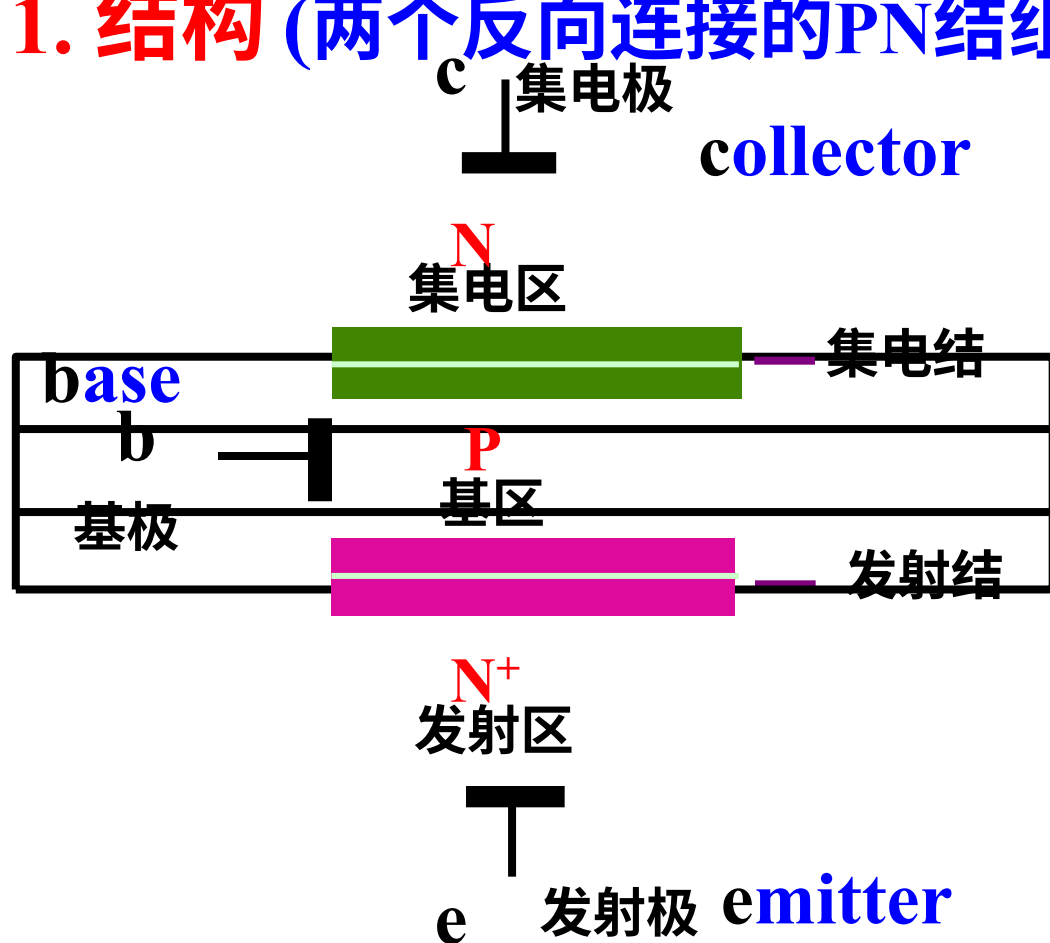 1. 结构 (两个反向连接的PN结组
c
集电极
collector
N
集电区
集电结
base
b
P
基区
基极
发射结
N⁺
发射区
e
发射极
emitter